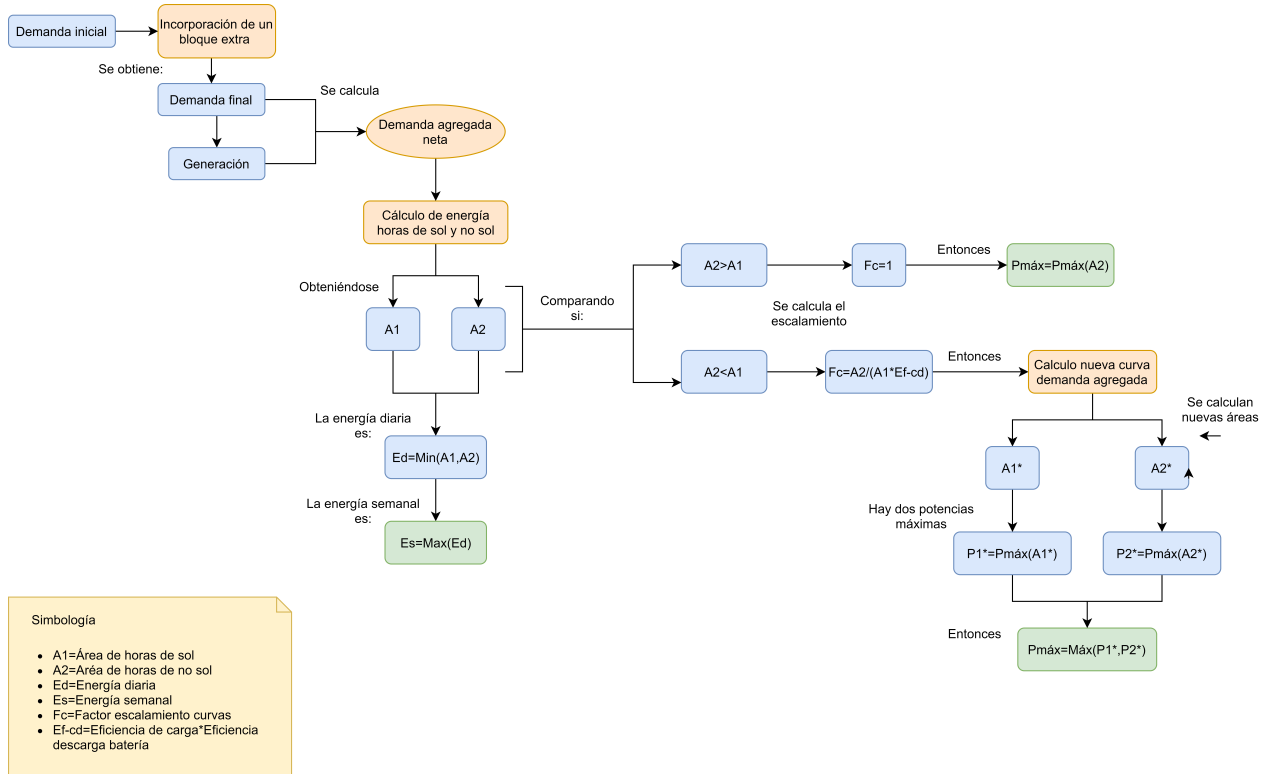 Demanda inicial
Incorporación de un
bloque extra
Se obtiene:
Demanda final
Se calcula
Generación
Demanda agregada
neta
Cálculo de energía
horas de sol y no sol
Obteniéndose
A1
A2
Comparando
si:
A2>A1
Fc=1
Entonces
Pmáx=Pmáx(A2)
Se calcula el
escalamiento
A2<A1
Fc=A2/(A1*Ef-cd)
Entonces
Calculo nueva curva
demanda agregada
Se calculan
nuevas áreas
La energía diaria
es:
Ed=Min(A1,A2)
A1*
A2*
La energía semanal
es:
Es=Max(Ed)
Hay dos potencias
máximas
P1*=Pmáx(A1*)
P2*=Pmáx(A2*)
Entonces
Pmáx=Máx(P1*,P2*)
Simbología
A1=Área de horas de sol
A2=Aréa de horas de no sol
Ed=Energía diaria
Es=Energía semanal
Fc=Factor escalamiento curvas
Ef-cd=Eficiencia de carga*Eficiencia
descarga batería